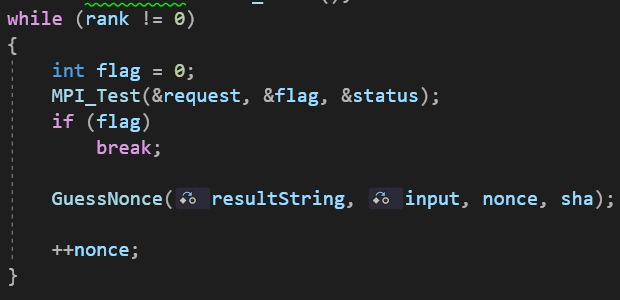 while (rank != 0)
{
int flag = 0;
MPI_Test(&request, &flag, &status);
if (flag)
break;
GuessNonce(resultString, input, nonce, sha);
++nonce;
}